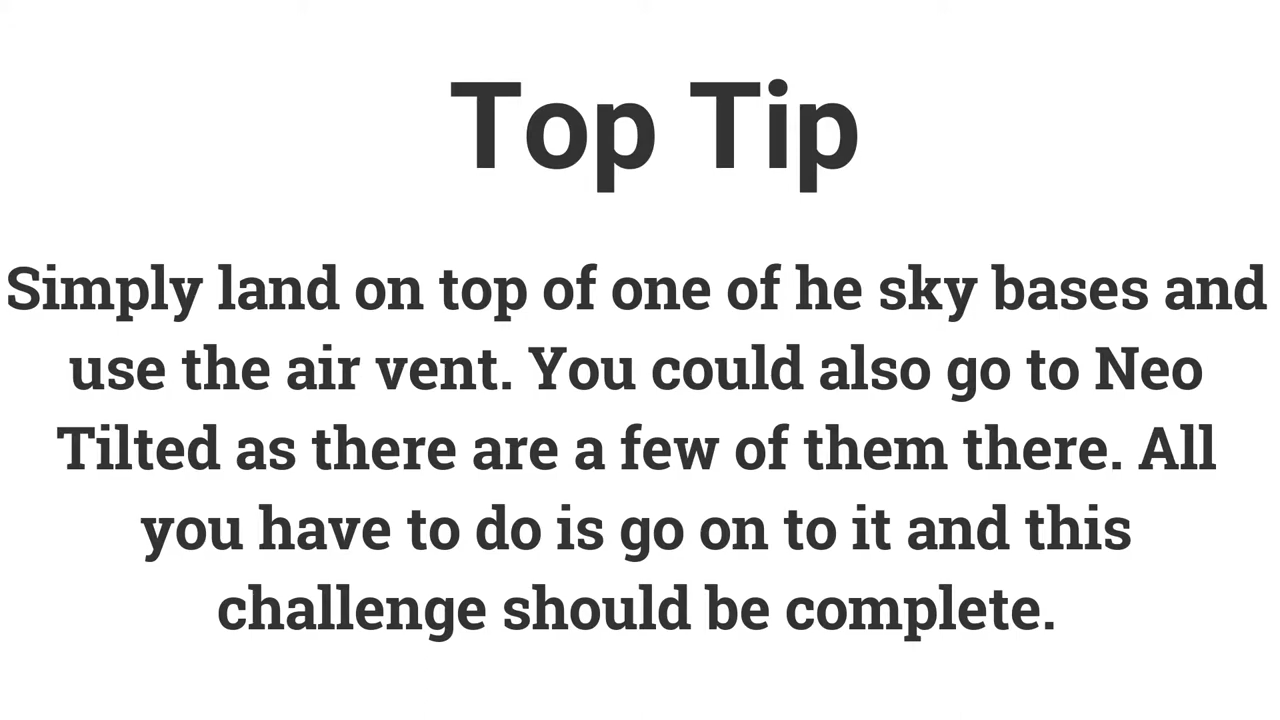 Top Tip
Simply land on top of one of he sky bases and
use the air vent. You could also go to Neo
Tilted as there are a few of them there. All
you have to do is go on to it and this
challenge should be complete.